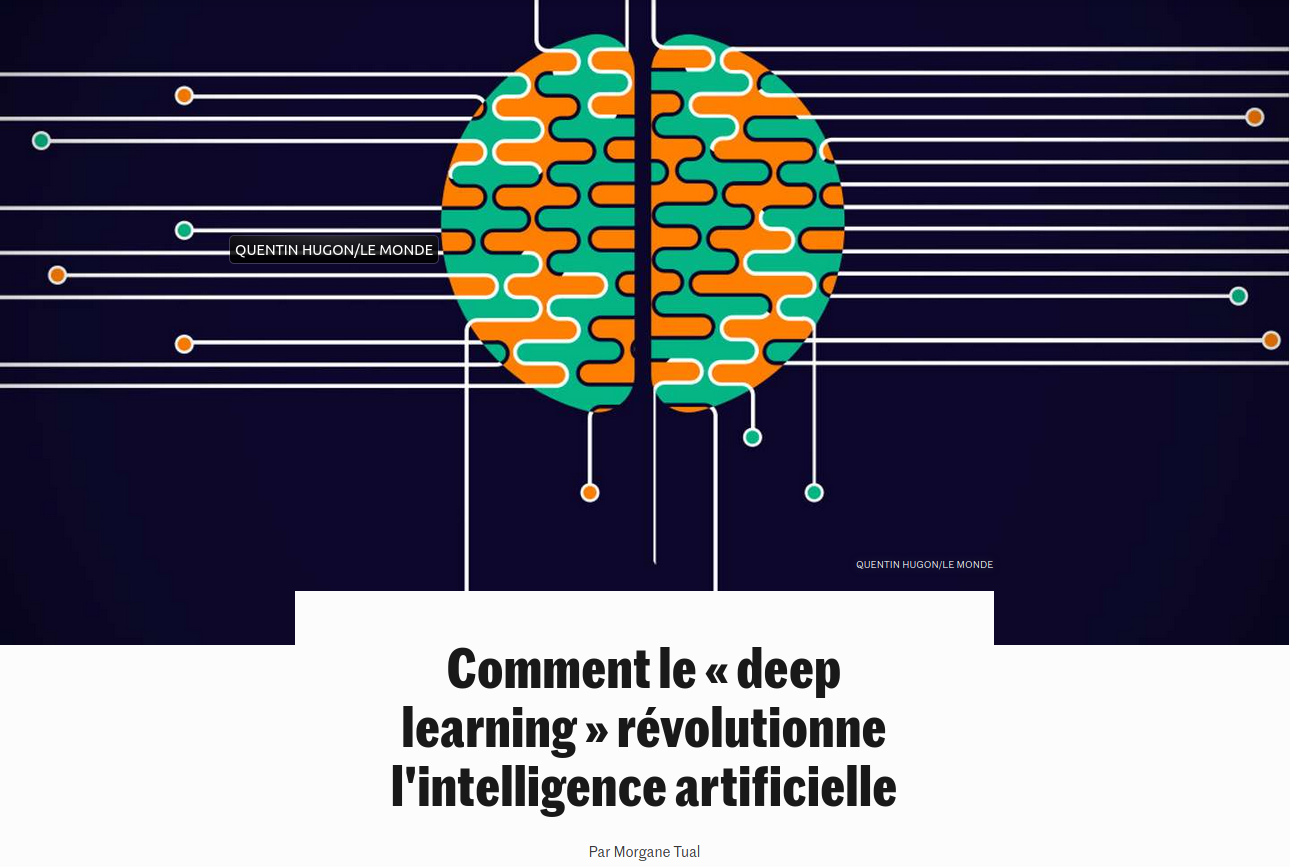 QUENTIN HUGON/LE MONDE
QUENTIN HUGON/LE MONDE
Comment le « deep
learning » révolutionne
l'intelligence artificielle
Par Morgane Tual